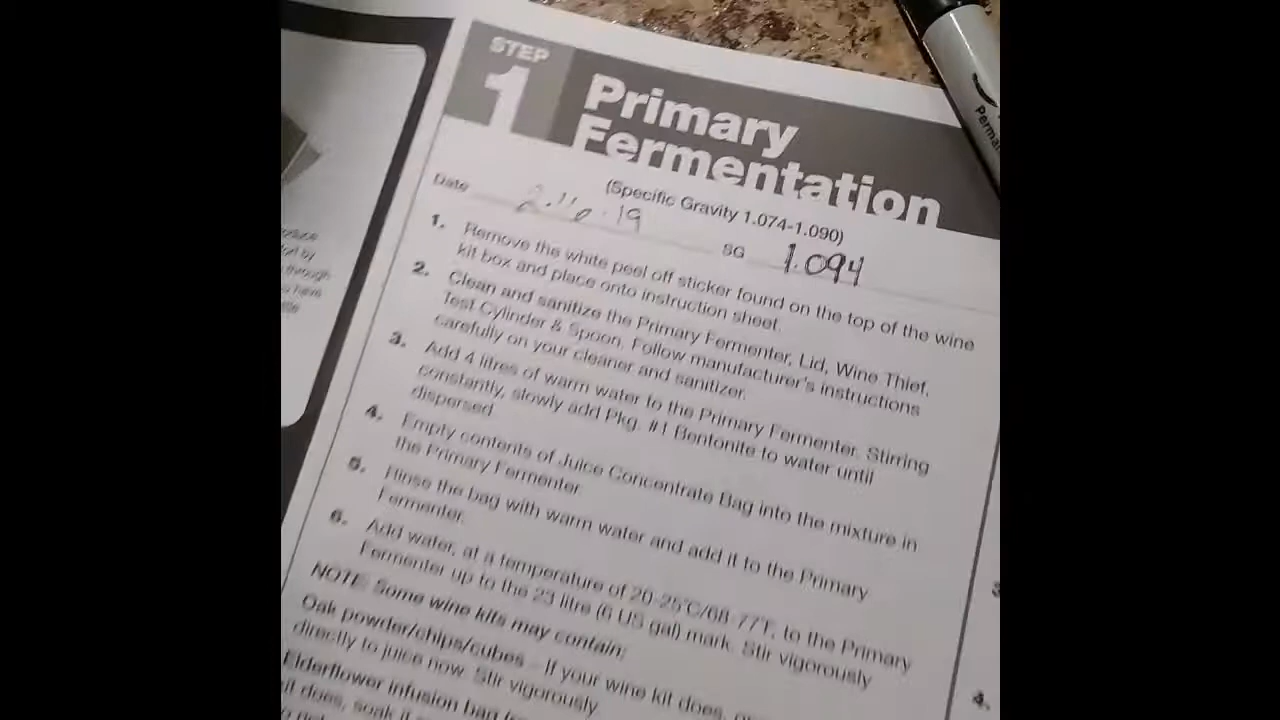 STEP
1
Primary
Fermentation
(Specific Gravity 1.074-1.090)
Date
SG 1.094
1. Remove the white peel off sticker found on the top of the wine
kit box and place onto instruction sheet.
2. Clean and sanitize the Primary Fermenter, Lid, Wine Thief,
Test Cylinder & Spoon. Follow manufacturer's instructions
carefully on your cleaner and sanitizer.
3. Add 4 litres of warm water to the Primary Fermenter. Stirring
constantly, slowly add Pkg. #1 Bentonite to water until
dispersed
4. Empty contents of Juice Concentrate Bag into the mixture in
the Primary Fermenter.
5. Rinse the bag with warm water and add it to the Primary
Fermenter.
6. Add water, at a temperature of 20-25°C/68-77F, to the Primary
Fermenter up to the 23 litre (6 US gal) mark. Stir vigorously
NOTE: Some wine kits may contain:
Oak powder/chips/cubes – If your wine kit does,
directly to juice now. Stir vigorously
Elderflower infusion bag
does, soak it
through
have
4.